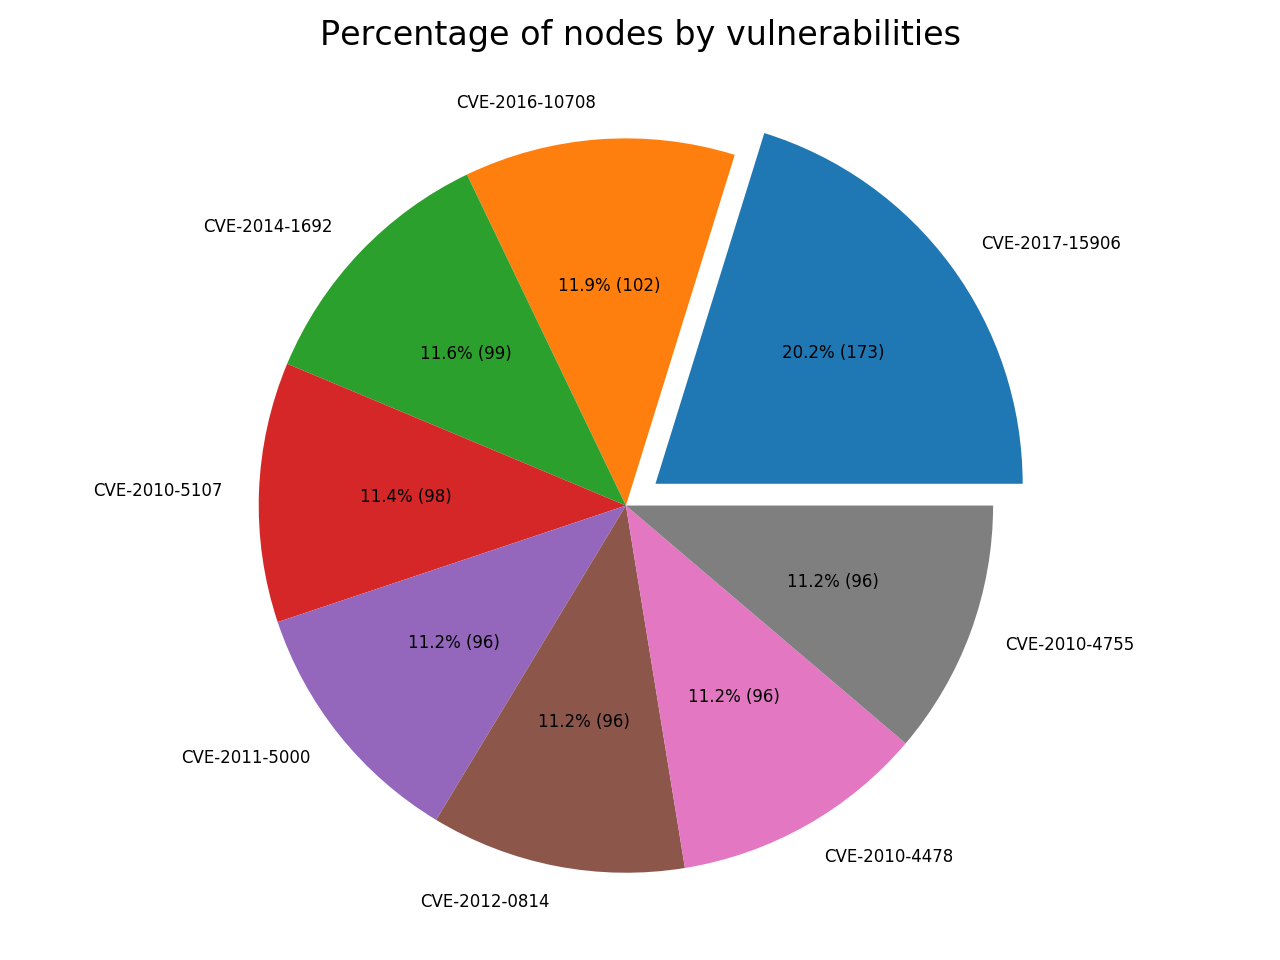 Percentage of nodes by vulnerabilities
CVE-2016-10708
CVE-2014-1692
CVE-2017-15906
11.9% (102)
11.6% (99)
20.2% (173)
CVE-2010-5107
11.4% (98)
11.2% (96)
11.2% (96)
CVE-2010-4755
11.2% (96)
11.2% (96)
CVE-2011-5000
CVE-2010-4478
CVE-2012-0814